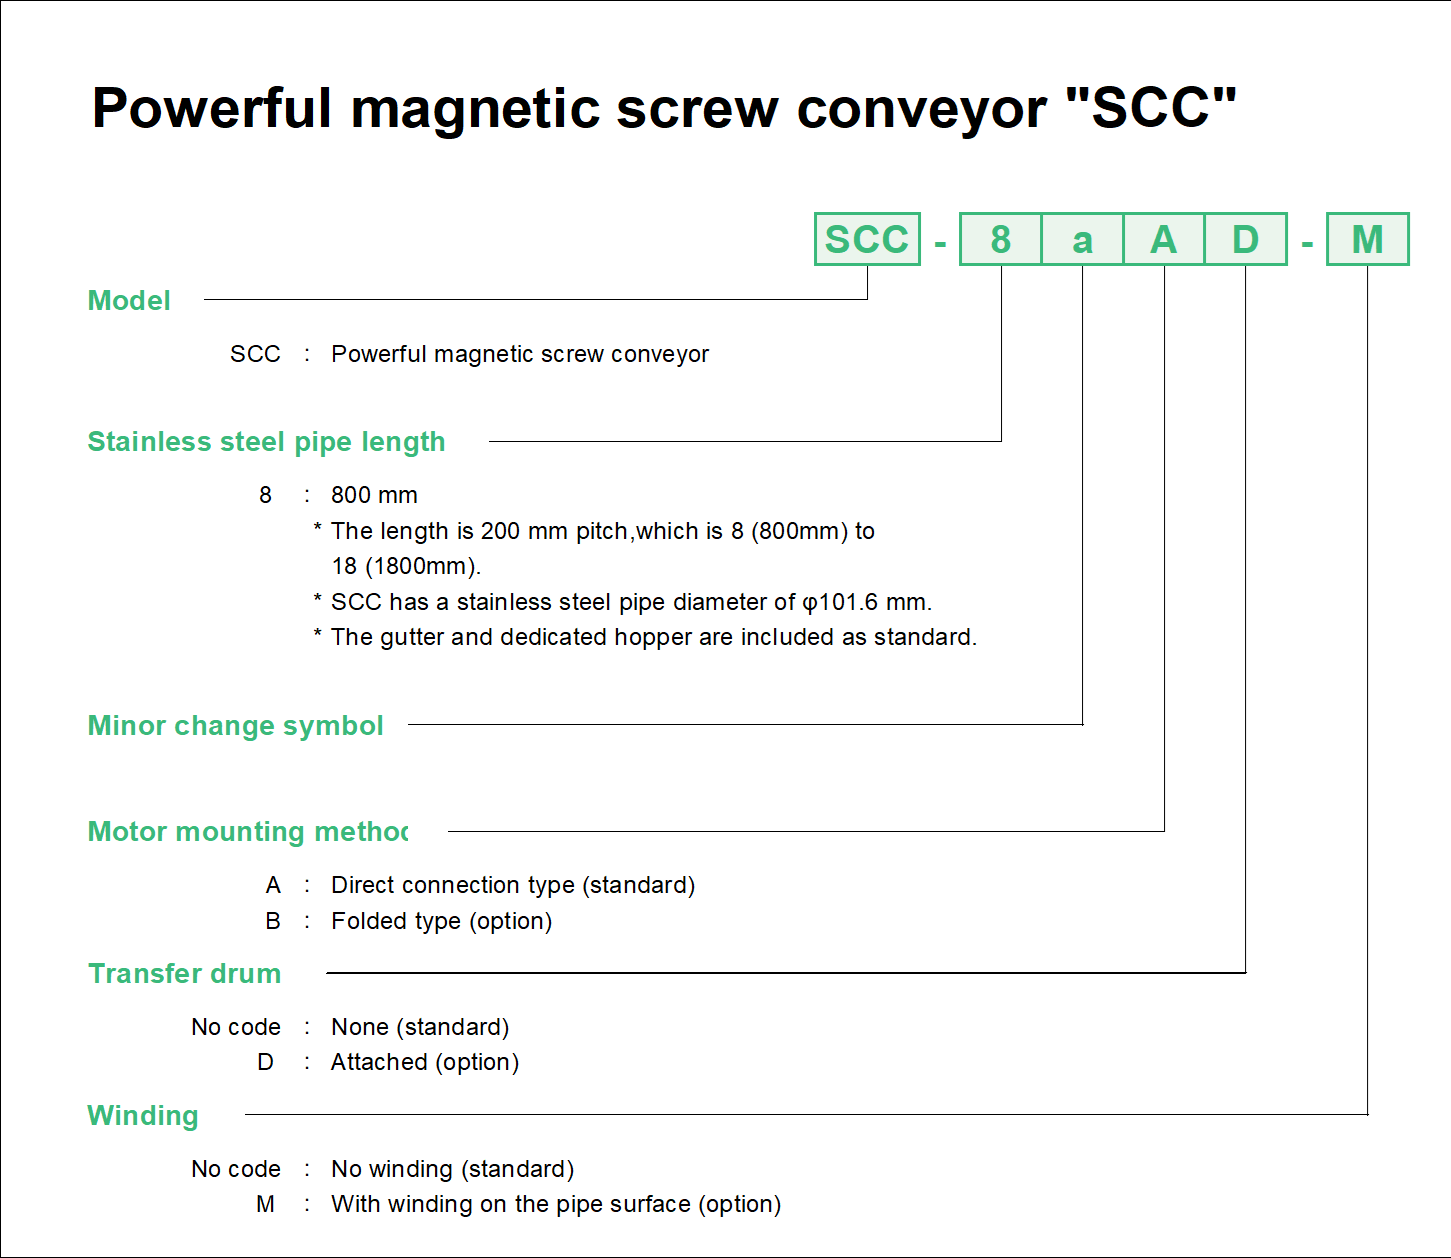 Powerful magnetic screw conveyor "SCC"
SCC - 8 a A D - M
Model
SCC : Powerful magnetic screw conveyor
Stainless steel pipe length
8 : 800 mm
* The length is 200 mm pitch,which is 8 (800mm) to
18 (1800mm).
* SCC has a stainless steel pipe diameter of φ101.6 mm.
* The gutter and dedicated hopper are included as standard.
Minor change symbol
Motor mounting method
A : Direct connection type (standard)
B : Folded type (option)
Transfer drum
No code : None (standard)
D : Attached (option)
Winding
No code : No winding (standard)
M : With winding on the pipe surface (option)